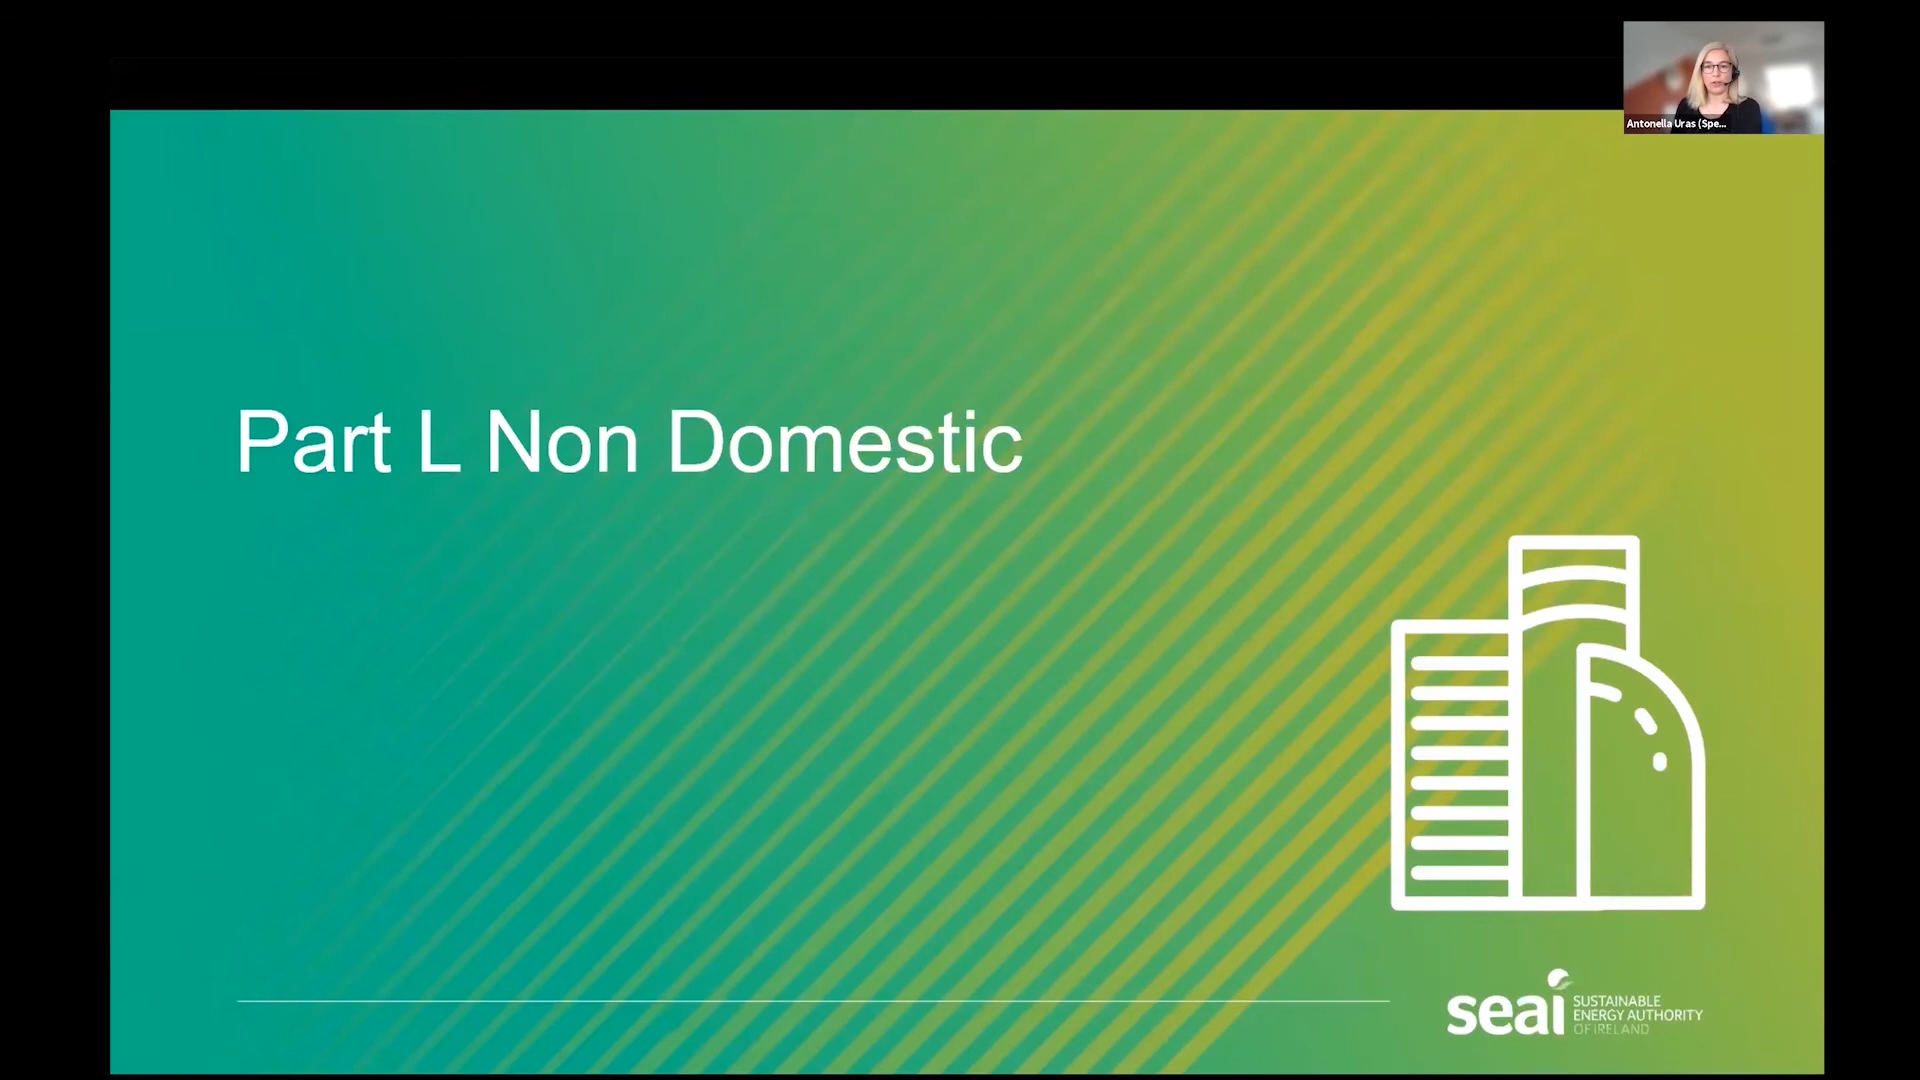 Antonella Uras (Spe...
Part L Non Domestic
seai
SUSTAINABLE
ENERGY AUTHORITY
OF IRELAND